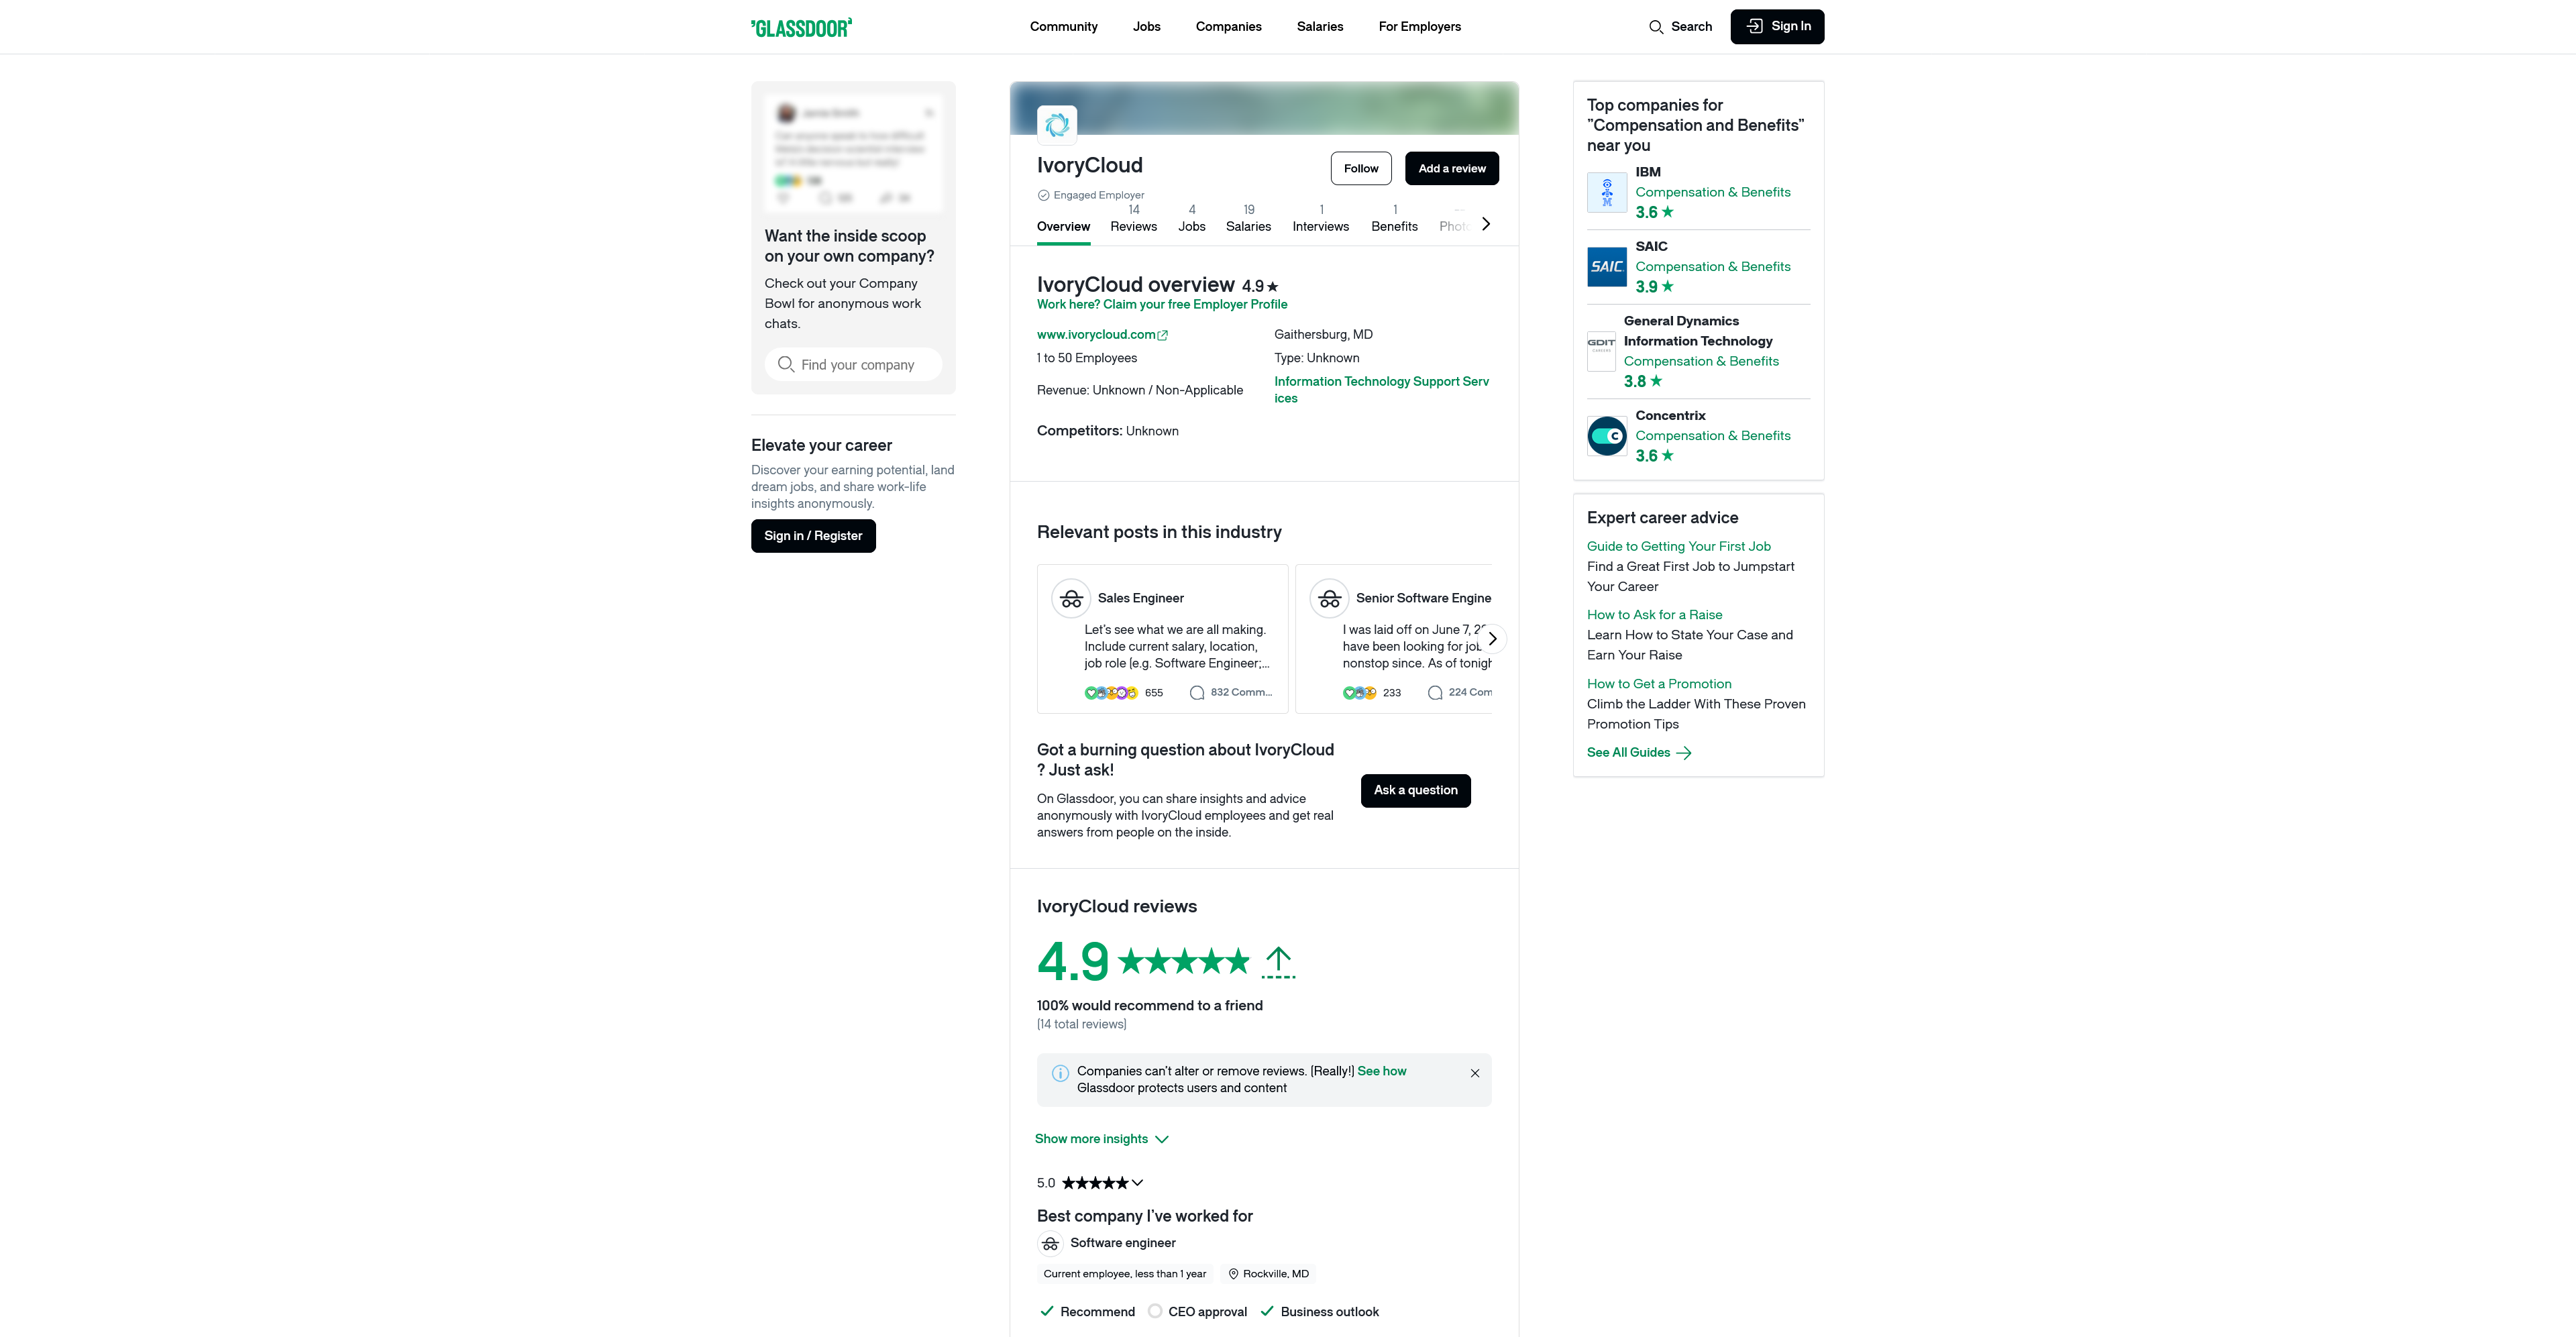 GLASSDOOR
Community Jobs Companies Salaries For Employers
Search
Sign In
Want the inside scoop
on your own company?
Check out your Company
Bowl for anonymous work
chats.
Find your company
Elevate your career
Discover your earning potential, land
dream jobs, and share work-life
insights anonymously.
Sign in / Register
IvoryCloud
Engaged Employer
Follow
Add a review
14 4 19 1 1 --
Overview Reviews Jobs Salaries Interviews Benefits Photo
IvoryCloud overview 4.9 ★
Work here? Claim your free Employer Profile
www.ivorycloud.com
Gaithersburg, MD
1 to 50 Employees
Type: Unknown
Revenue: Unknown / Non-Applicable
Information Technology Support Serv
ices
Competitors: Unknown
Relevant posts in this industry
Sales Engineer
Let's see what we are all making.
Include current salary, location,
job role (e.g. Software Engineer;...
655
832 Comm...
Senior Software Engine
I was laid off on June 7, 2
have been looking for job
nonstop since. As of tonigh
233
224 Com
Got a burning question about IvoryCloud
? Just ask!
On Glassdoor, you can share insights and advice
anonymously with IvoryCloud employees and get real
answers from people on the inside.
Ask a question
IvoryCloud reviews
4.9 ★★★★★
100% would recommend to a friend
(14 total reviews)
Companies can't alter or remove reviews. (Really!) See how
Glassdoor protects users and content
Show more insights
5.0 ★★★★★
Best company I've worked for
Software engineer
Current employee, less than 1 year
Rockville, MD
Recommend CEO approval Business outlook
Top companies for
"Compensation and Benefits"
near you
IBM
Compensation & Benefits
3.6 ★
SAIC
SAIC
Compensation & Benefits
3.9 ★
GDIT
General Dynamics
Information Technology
Compensation & Benefits
3.8 ★
C
Concentrix
Compensation & Benefits
3.6 ★
Expert career advice
Guide to Getting Your First Job
Find a Great First Job to Jumpstart
Your Career
How to Ask for a Raise
Learn How to State Your Case and
Earn Your Raise
How to Get a Promotion
Climb the Ladder With These Proven
Promotion Tips
See All Guides